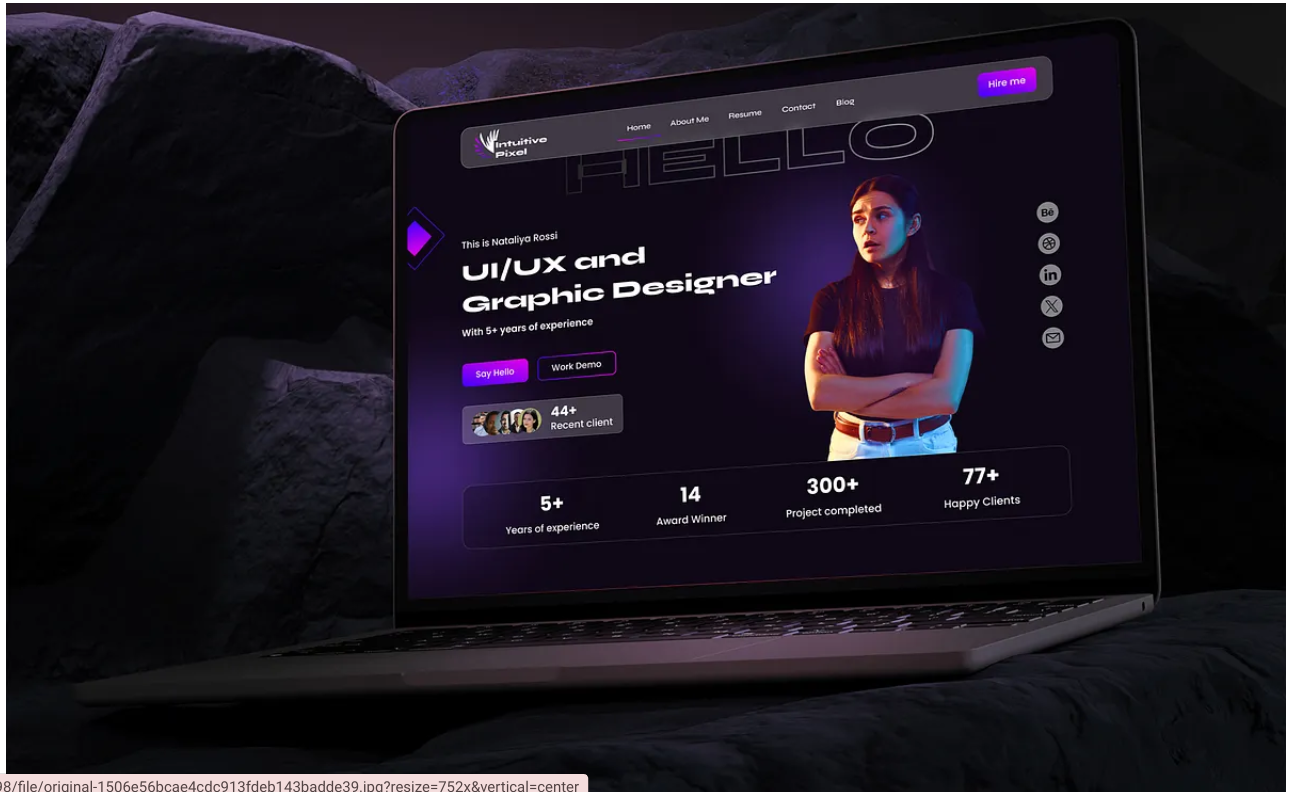 Hire me
Home About Me Resume Contact Blog
Intuitive
Pixel
HELLO
This is Nataliya Rossi
UI/UX and
Graphic Designer
With 5+ years of experience
Say Hello Work Demo
44+
Recent client
Bē
in
X
5+ 14 300+ 77+
Years of experience Award Winner Project completed Happy Clients
98/file/original-1506e56bcae4cdc913fdeb143badde39.jpg?resize=752x&vertical=center